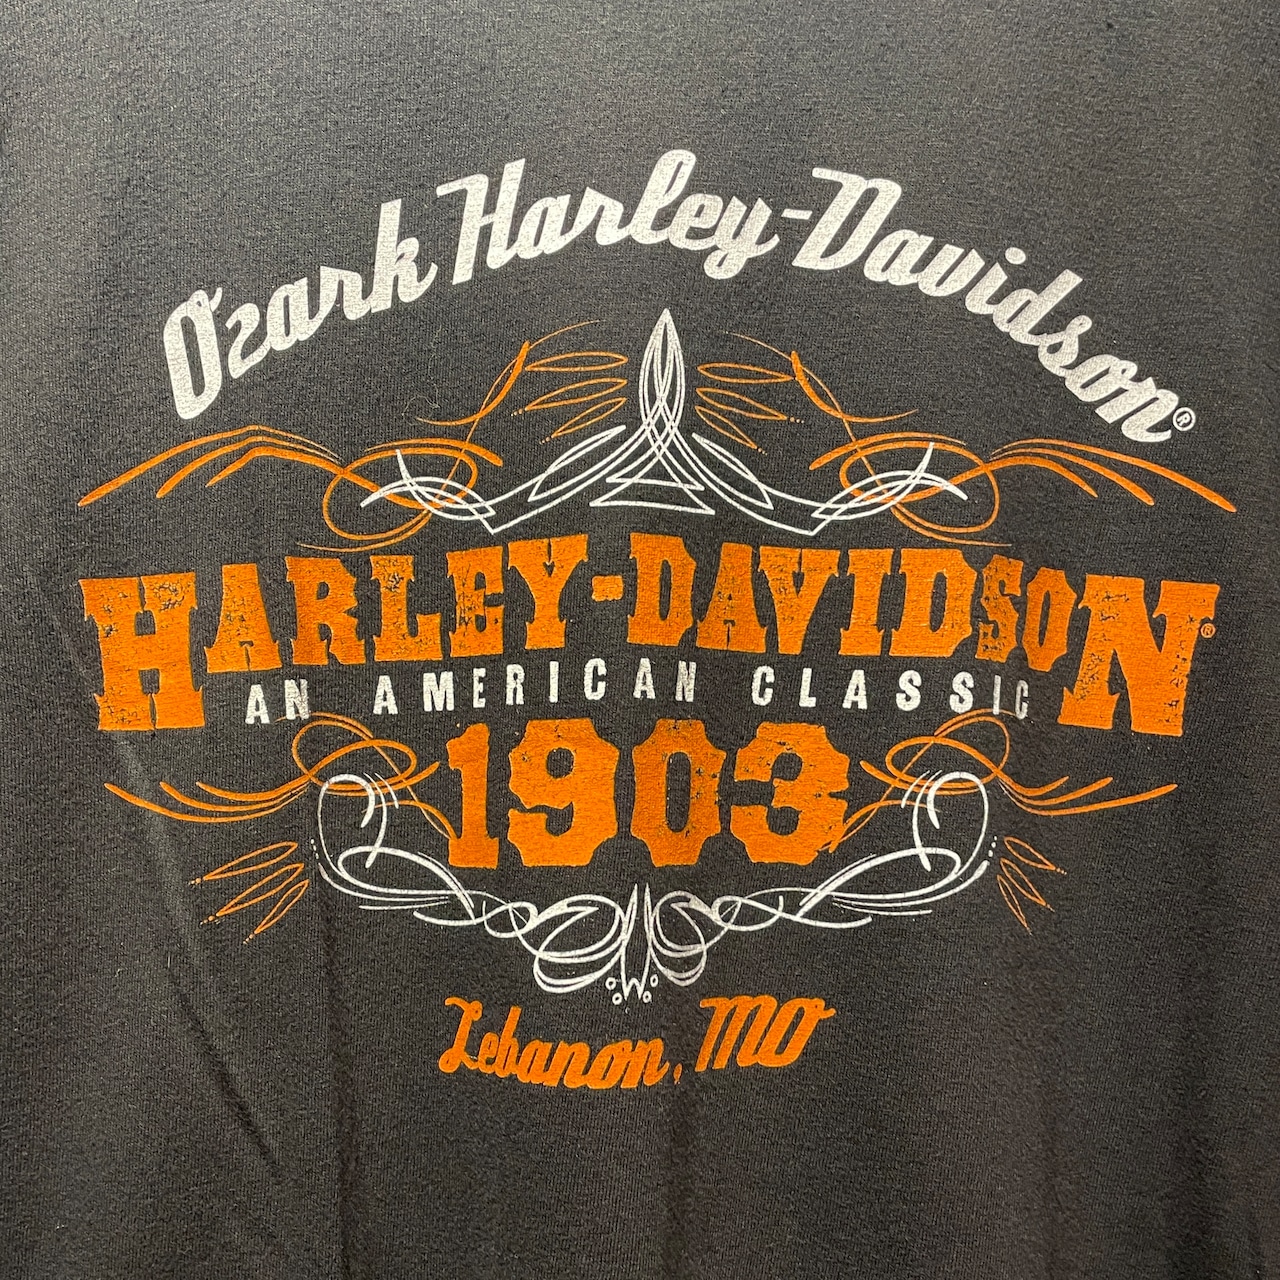 Ozark Harley-Davidson®
HARLEY-DAVIDSON®
AN AMERICAN CLASSIC
1903
Lebanon, MO